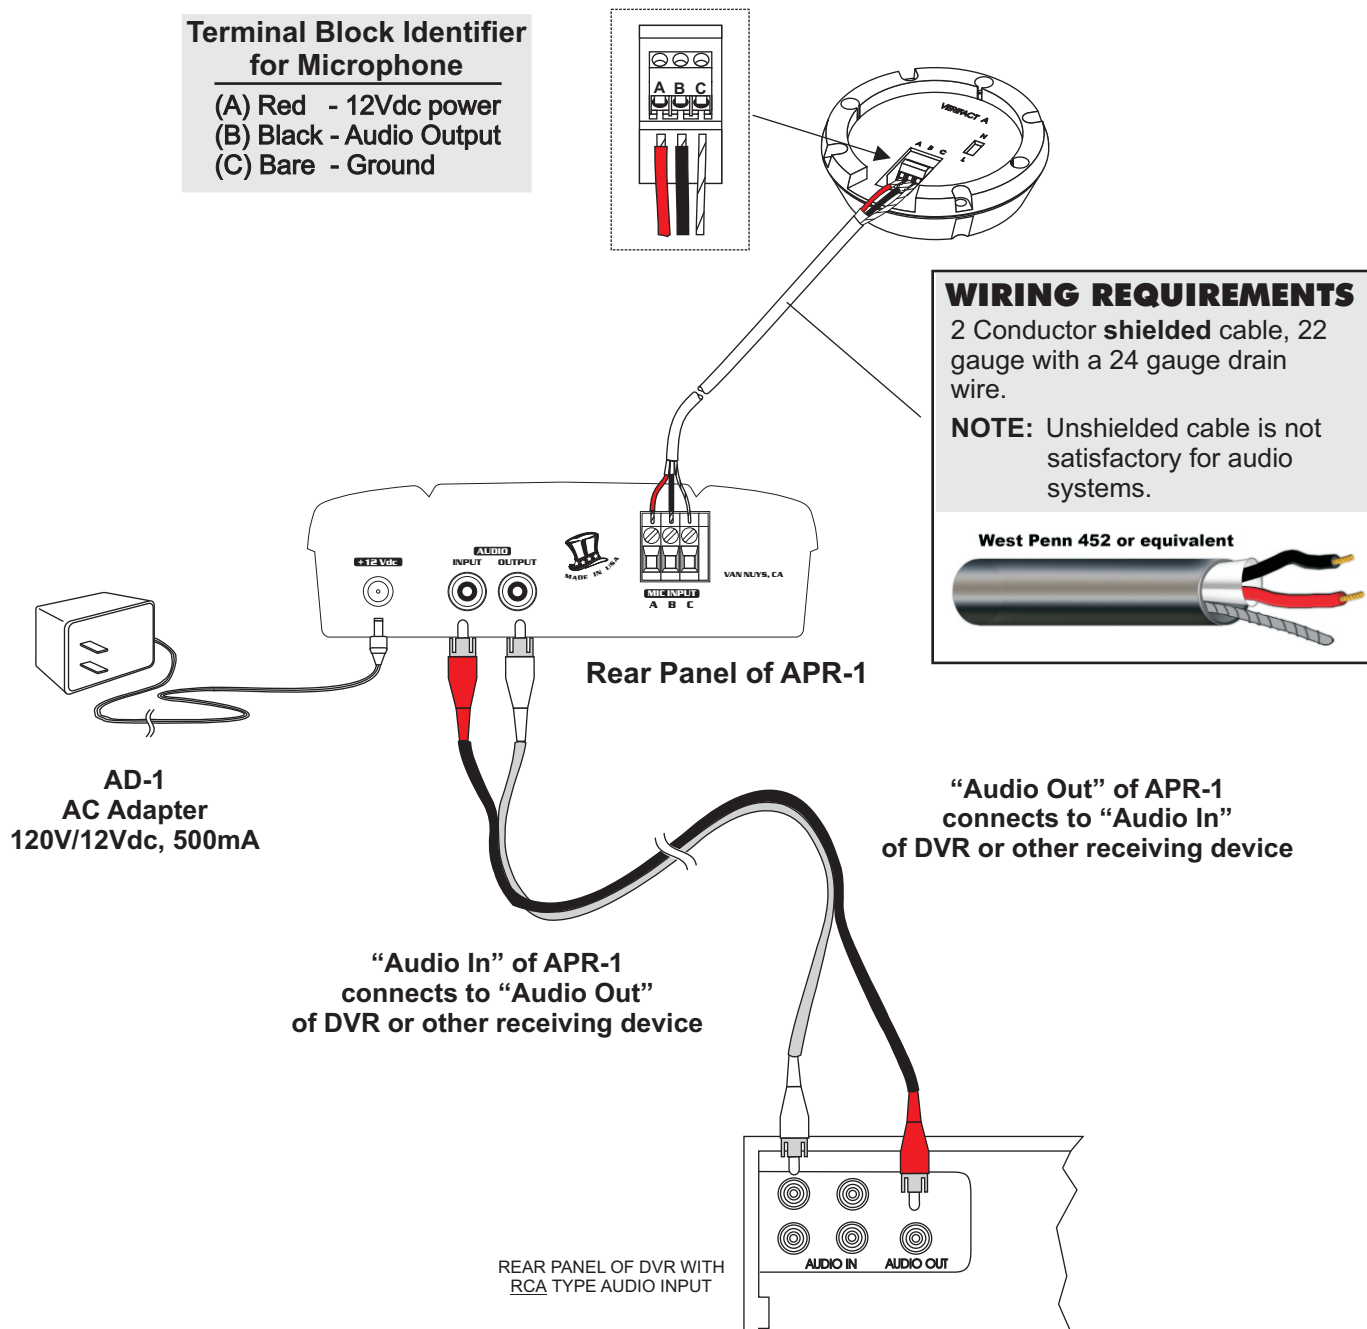 Terminal Block Identifier
for Microphone
(A) Red - 12Vdc power
(B) Black - Audio Output
(C) Bare - Ground
A B C
VERIFACT A
A B C
H
L
WIRING REQUIREMENTS
2 Conductor shielded cable, 22
gauge with a 24 gauge drain
wire.
NOTE: Unshielded cable is not
satisfactory for audio
systems.
West Penn 452 or equivalent
+12 Vdc
AUDIO
INPUT OUTPUT
MADE IN USA
MIC INPUT
A B C
VAN NUYS, CA
Rear Panel of APR-1
AD-1
AC Adapter
120V/12Vdc, 500mA
“Audio Out” of APR-1
connects to “Audio In”
of DVR or other receiving device
“Audio In” of APR-1
connects to “Audio Out”
of DVR or other receiving device
REAR PANEL OF DVR WITH
RCA TYPE AUDIO INPUT
AUDIO IN AUDIO OUT